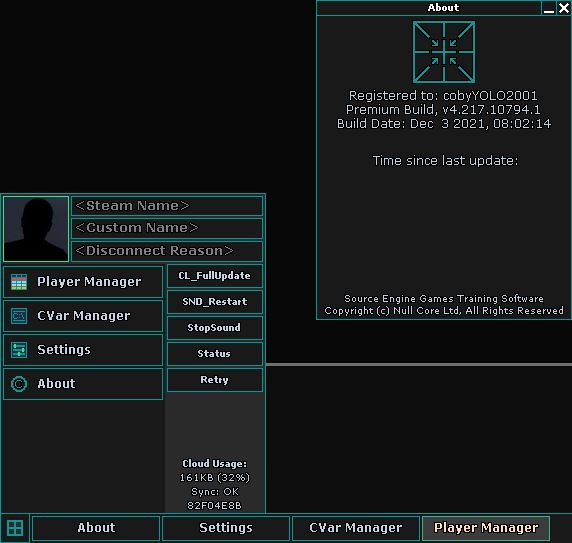 About
Registered to: cobyYOLO2001
Premium Build, v4.217.10794.1
Build Date: Dec  3 2021, 08:02:14
Time since last update:
Source Engine Games Training Software
Copyright (c) Null Core Ltd, All Rights Reserved
<Steam Name>
<Custom Name>
<Disconnect Reason>
Player Manager
CVar Manager
Settings
About
CL_FullUpdate
SND_Restart
StopSound
Status
Retry
Cloud Usage:
161KB (32%)
Sync: OK
82F04E8B
About
Settings
CVar Manager
Player Manager